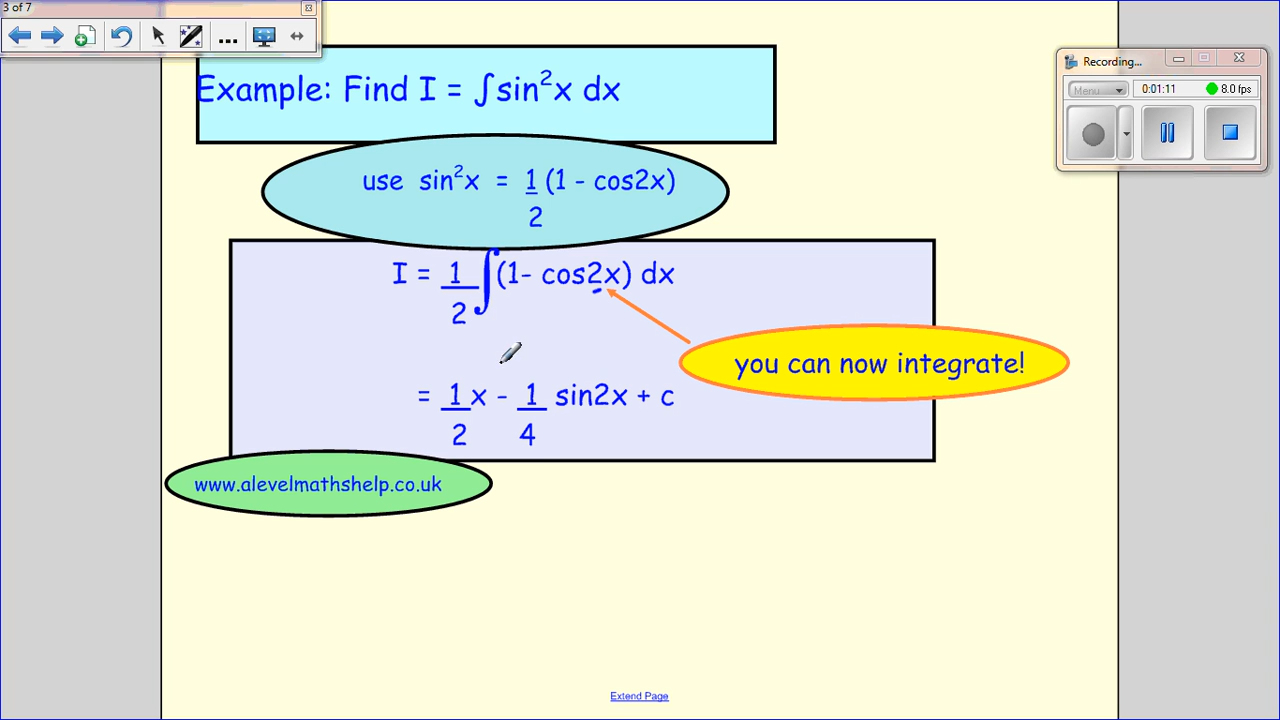 3 of 7
Recording...
Menu
0:01:11
8.0 fps
Example: Find I = ∫sin²x dx
use sin²x = 1 (1 - cos2x)
2
I = 1 ∫(1- cos2x) dx
2
you can now integrate!
= 1 x - 1 sin2x + c
2 4
www.alevelmathshelp.co.uk
Extend Page